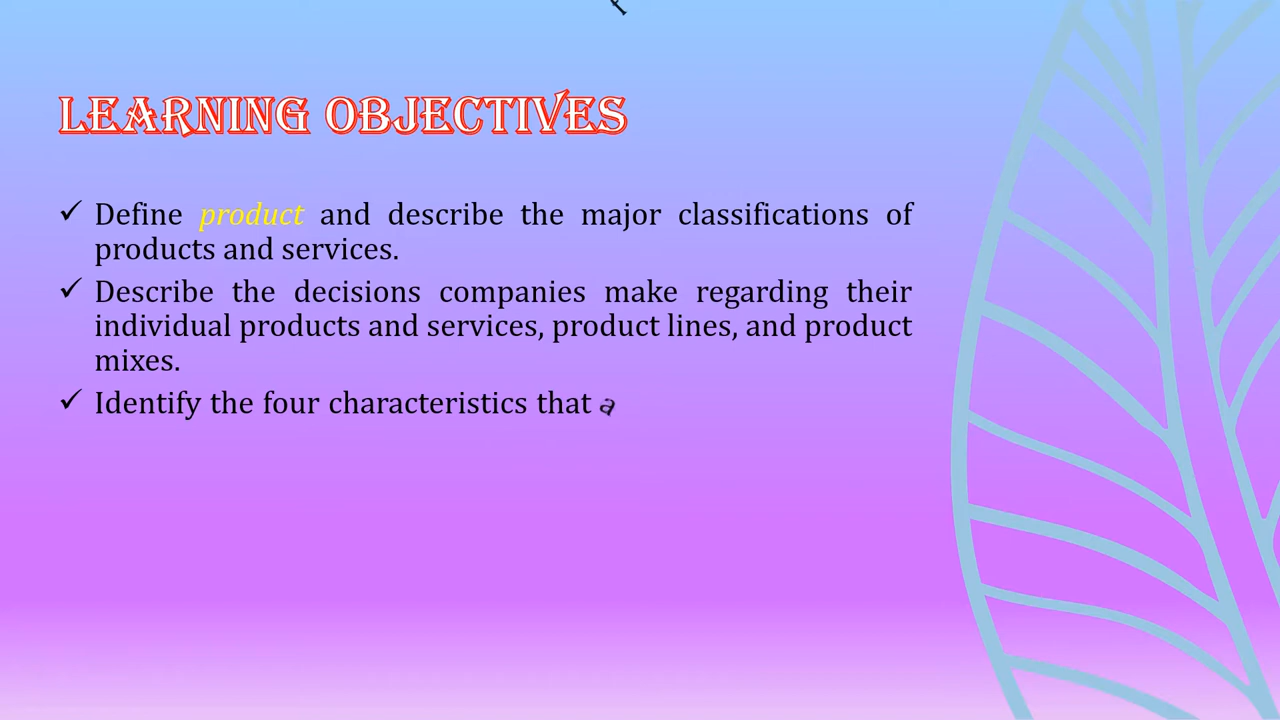 LEARNING OBJECTIVES
✓ Define product and describe the major classifications of
products and services.
✓ Describe the decisions companies make regarding their
individual products and services, product lines, and product
mixes.
✓ Identify the four characteristics that a